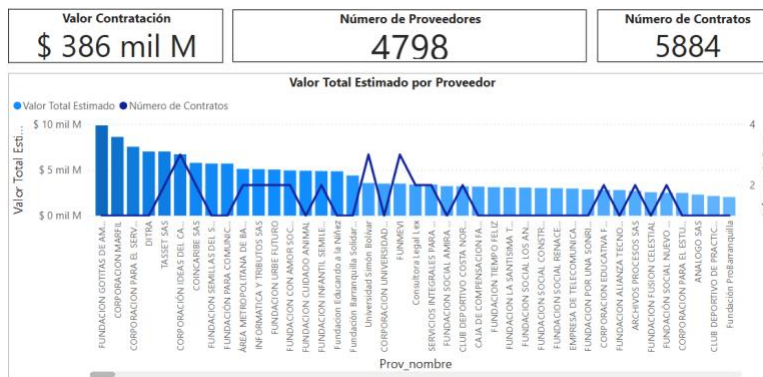 Valor Contratación
$ 386 mil M
Número de Proveedores
4798
Número de Contratos
5884
Valor Total Estimado por Proveedor
Valor Total Estimado
Número de Contratos
Valor Total Esti...
$ 10 mil M
$ 5 mil M
$ 0 mil M
4
2
FUNDACION GOTITAS DE AM...
CORPORACION MARFIL
CORPORACION PARA EL SERV...
DITRA
TASSET SAS
CORPORACIÓN IDEAS DEL CA...
COINCARIBE SAS
FUNDACION SEMILLAS DEL S...
FUNDACION PARA COMUNIC...
ÁREA METROPOLITANA DE BA...
INFORMATICA Y TRIBUTOS SAS
FUNDACION URBE FUTURO
FUNDACION CON AMOR SOC...
FUNDACION CUIDADO ANIMAL
FUNDACION INFANTIL SEMILE...
Fundacion Educando a la Niñez
Fundación Barranquilla Solidar...
Universidad Simón Bolívar
CORPORACION UNIVERSIDAD...
FUNMEVI
Consultora Legal Lex
SERVICIOS INTEGRALES PARA ...
FUNDACION SOCIAL AMIRA ...
CLUB DEPORTIVO COSTA NOR...
CAJA DE COMPENSACION FA...
FUNDACION TIEMPO FELIZ
FUNDACION LA SANTISIMA T...
FUNDACION SOCIAL LOS AN...
FUNDACION SOCIAL CONSTR...
FUNDACION SOCIAL RENACE...
EMPRESA DE TELECOMUNICA...
FUNDACION POR UNA SONRI...
CORPORACION EDUCATIVA F...
FUNDACION ALIANZA TECNO...
ARCHIVOS PROCESOS SAS
FUNDACION FUSION CELESTIAL
FUNDACIÓN SOCIAL NUEVO ...
CORPORACION PARA EL ESTU...
ANALOGO SAS
CLUB DEPORTIVO DE PRACTIC...
Fundación ProBarranquilla
Prov_nombre